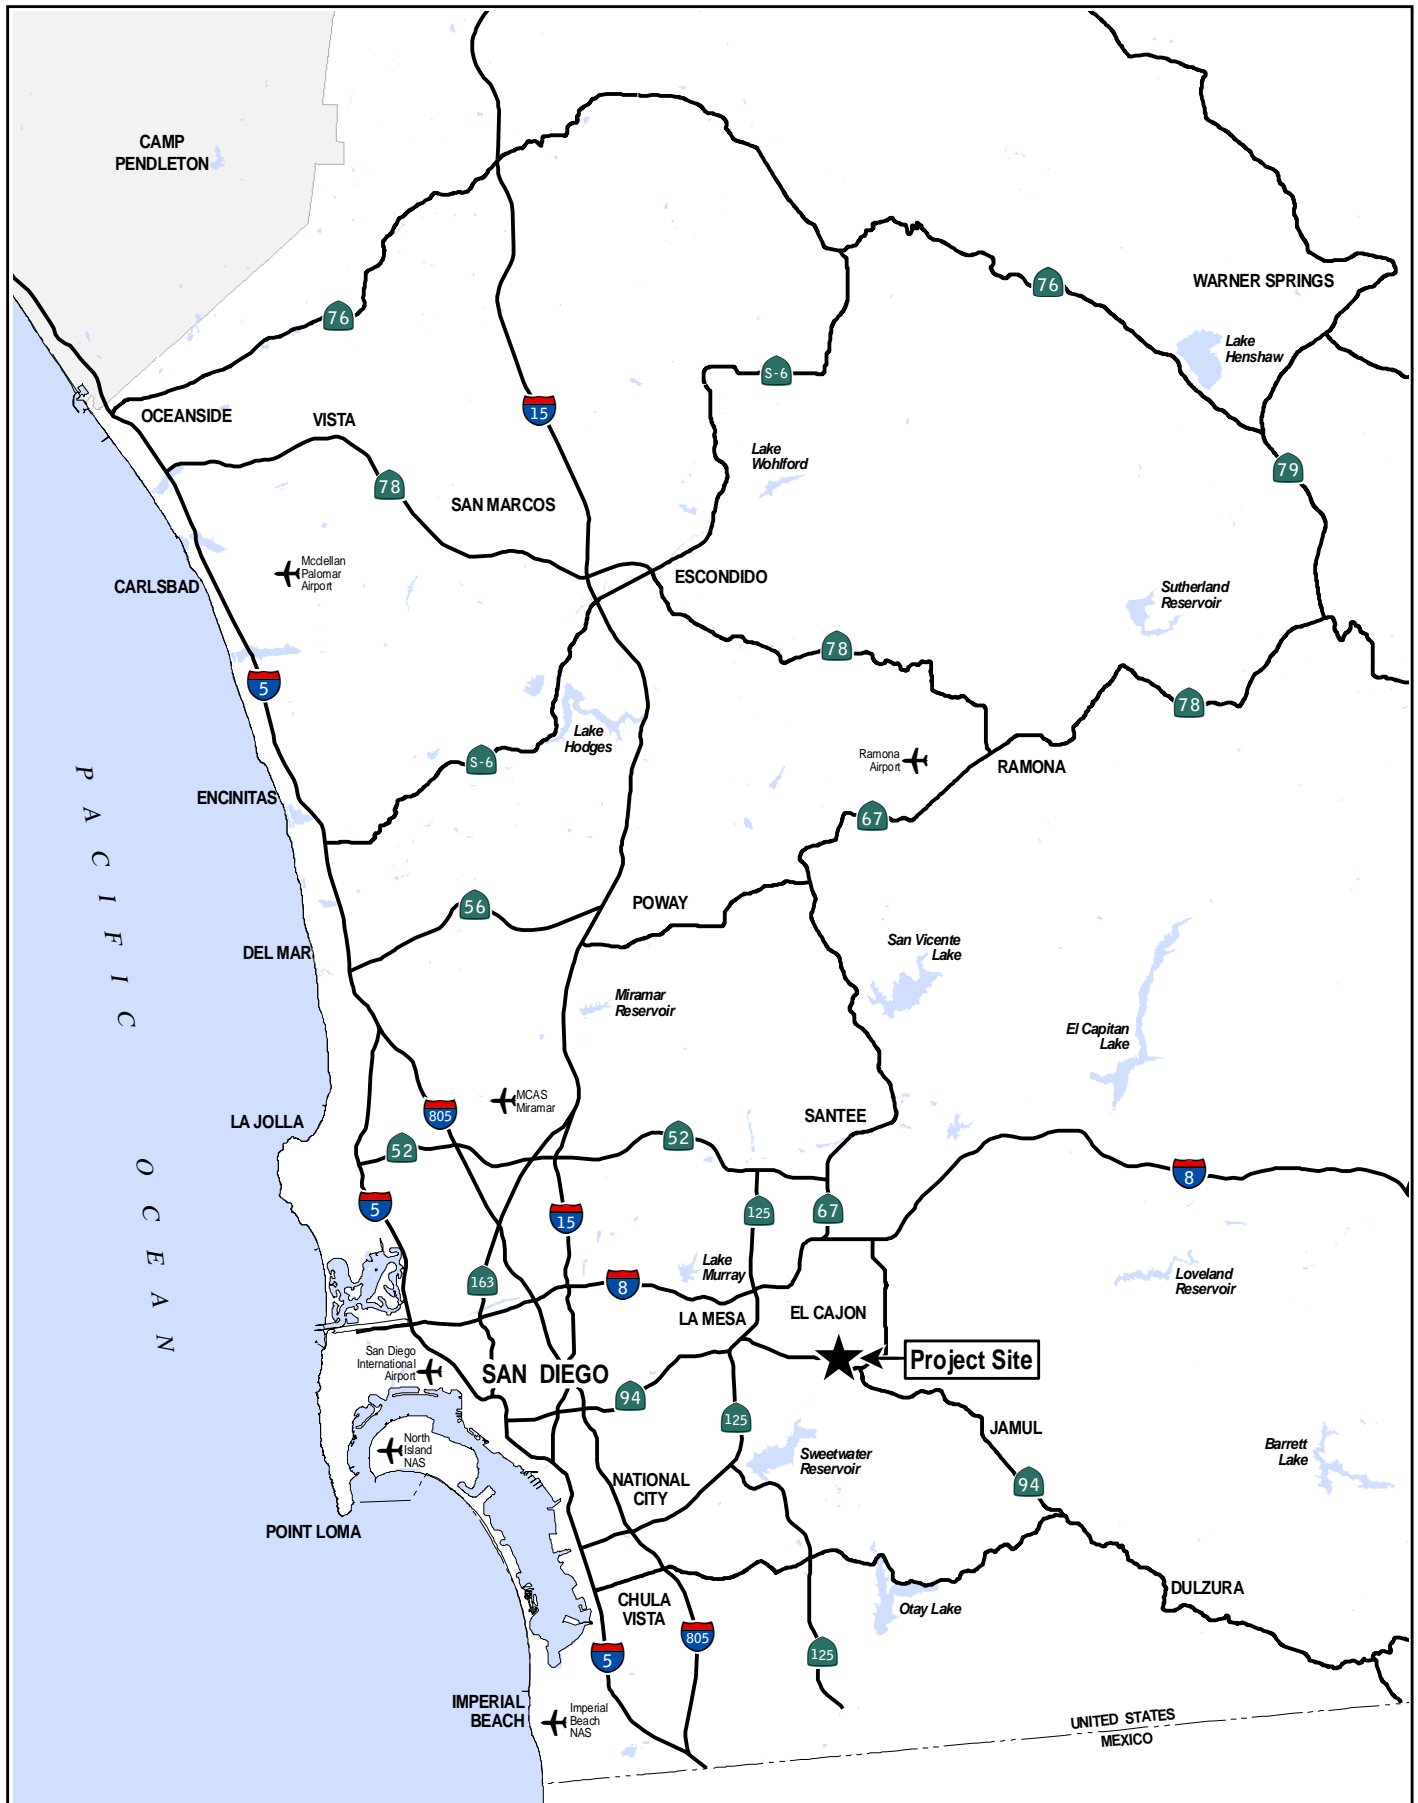 CAMP
PENDLETON
WARNER SPRINGS
76
76
Lake
Henshaw
S-6
15
OCEANSIDE
VISTA
Lake
Wohlford
79
78
SAN MARCOS
Mcclellan
Palomar
Airport
CARLSBAD
ESCONDIDO
Sutherland
Reservoir
78
5
78
Lake
Hodges
S-6
Ramona
Airport
RAMONA
ENCINITAS
67
PACIFIC
OCEAN
56
POWAY
DEL MAR
San Vicente
Lake
Miramar
Reservoir
El Capitan
Lake
MCAS
Miramar
LA JOLLA
805
SANTEE
52
52
8
5
15
125
67
Lake
Murray
163
8
Loveland
Reservoir
LA MESA
EL CAJON
San Diego
International
Airport
SAN DIEGO
Project Site
94
125
JAMUL
North
Island
NAS
Sweetwater
Reservoir
Barrett
Lake
NATIONAL
CITY
94
POINT LOMA
DULZURA
CHULA
VISTA
Otay Lake
805
5
125
IMPERIAL
BEACH
Imperial
Beach
NAS
UNITED STATES
MEXICO